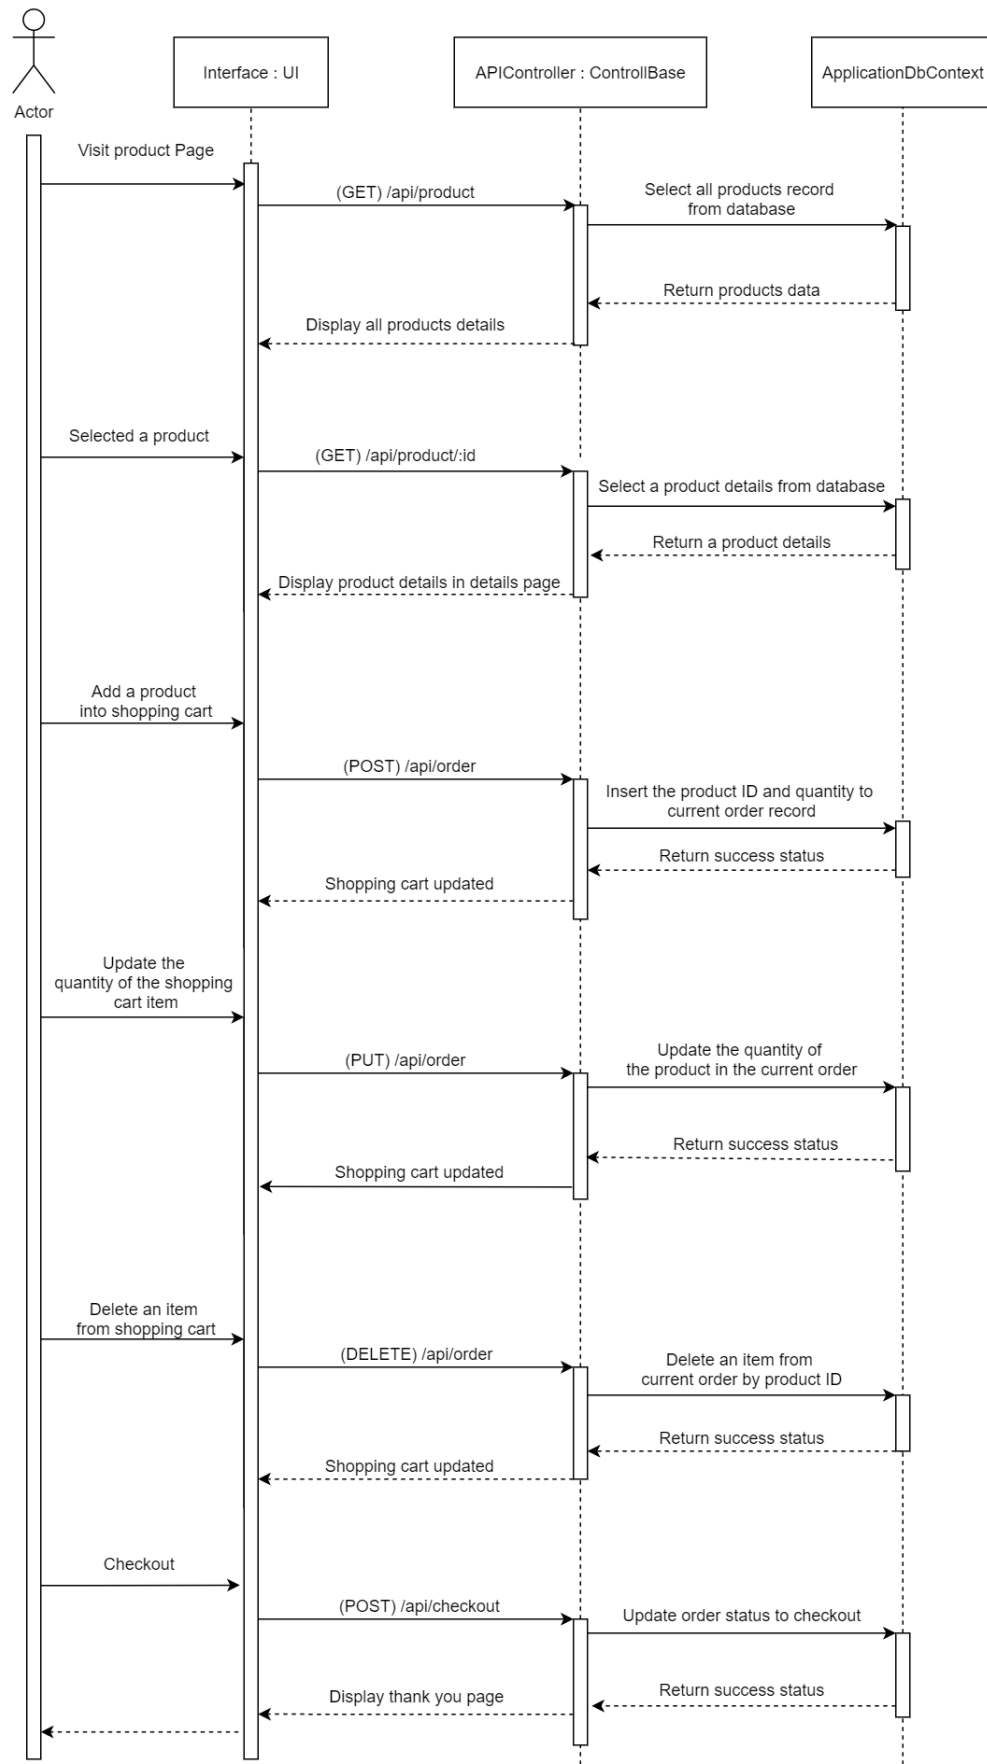 Interface : UI
APIController : ControllBase
ApplicationDbContext
Actor
Visit product Page
(GET) /api/product
Select all products record
from database
Return products data
Display all products details
Selected a product
(GET) /api/product/:id
Select a product details from database
Return a product details
Display product details in details page
Add a product
into shopping cart
(POST) /api/order
Insert the product ID and quantity to
current order record
Return success status
Shopping cart updated
Update the
quantity of the shopping
cart item
(PUT) /api/order
Update the quantity of
the product in the current order
Return success status
Shopping cart updated
Delete an item
from shopping cart
(DELETE) /api/order
Delete an item from
current order by product ID
Return success status
Shopping cart updated
Checkout
(POST) /api/checkout
Update order status to checkout
Return success status
Display thank you page